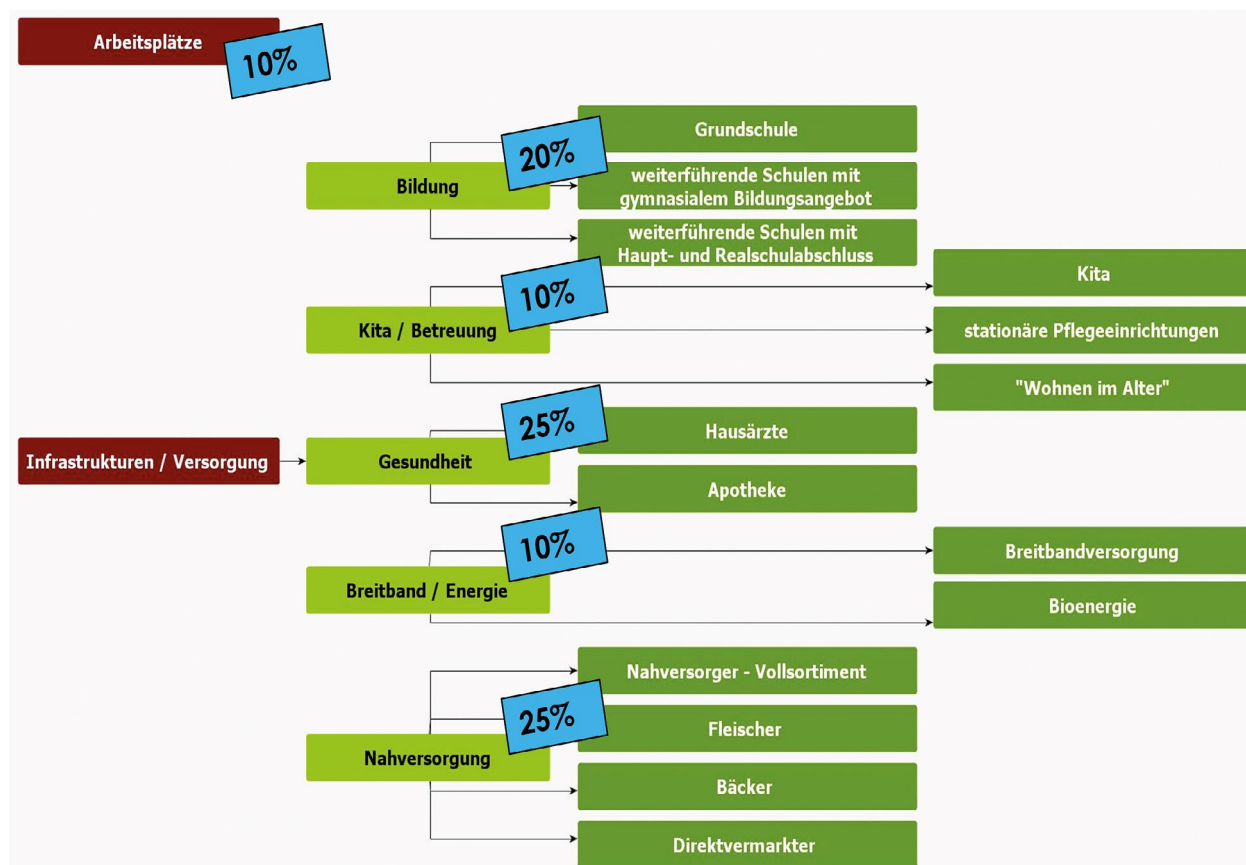 Arbeitsplätze
10%
Grundschule
20%
Bildung
weiterführende Schulen mit
gymnasialem Bildungsangebot
weiterführende Schulen mit
Haupt- und Realschulabschluss
Kita
10%
Kita / Betreuung
stationäre Pflegeeinrichtungen
"Wohnen im Alter"
25%
Hausärzte
Infrastrukturen / Versorgung
Gesundheit
Apotheke
10%
Breitbandversorgung
Breitband / Energie
Bioenergie
Nahversorger - Vollsortiment
25%
Fleischer
Nahversorgung
Bäcker
Direktvermarkter